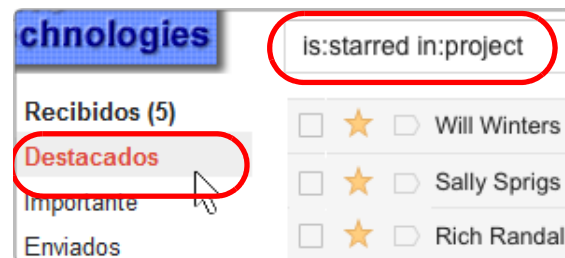 chnologies
is:starred in:project
Recibidos (5)
Destacados
Importante
Enviados
Will Winters
Sally Sprigs
Rich Randal